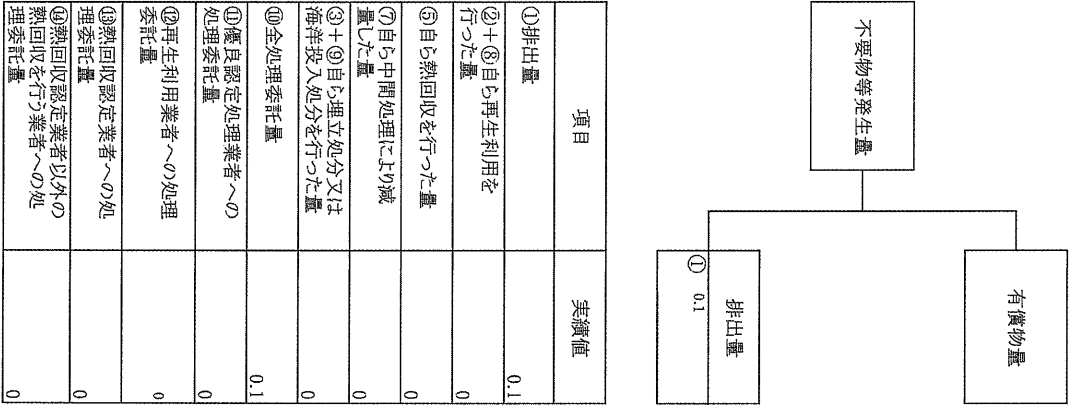 不要物等発生量
有償物量
排出量
① 0.1
項目 実績値
①排出量 0.1
②＋⑧自ら再生利用を
行った量 0
⑤自ら熱回収を行った量 0
⑦自ら中間処理により減
量した量 0
③＋⑨自ら埋立処分又は
海洋投入処分を行った量 0
⑩全処理委託量 0.1
⑪優良認定処理業者への
処理委託量 0
⑫再生利用業者への処理
委託量 0
⑬熱回収認定業者への処
理委託量 0
⑭熱回収認定業者以外の
熱回収を行う業者への処
理委託量 0